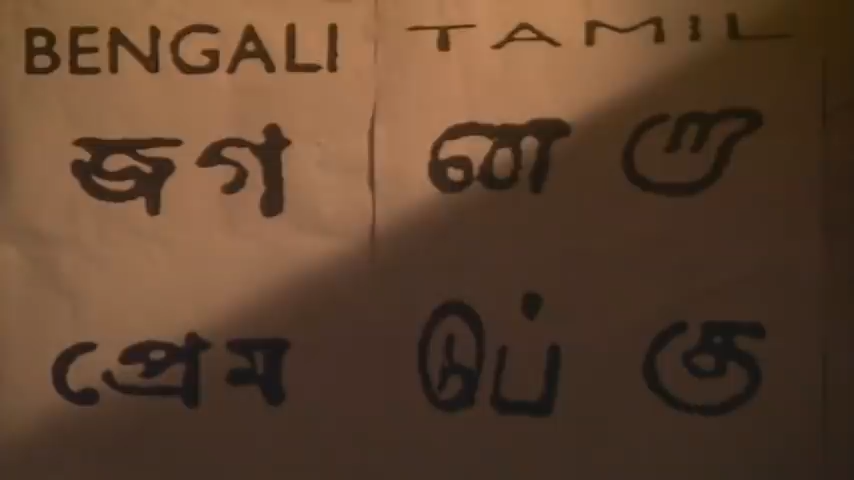 BENGALI TAMIL
জগ ன ரு
প্রেম டுப் கு